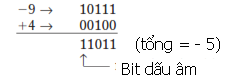 −9 → 10111
+4 → 00100
11011 (tổng = - 5)
↑
Bit dấu âm